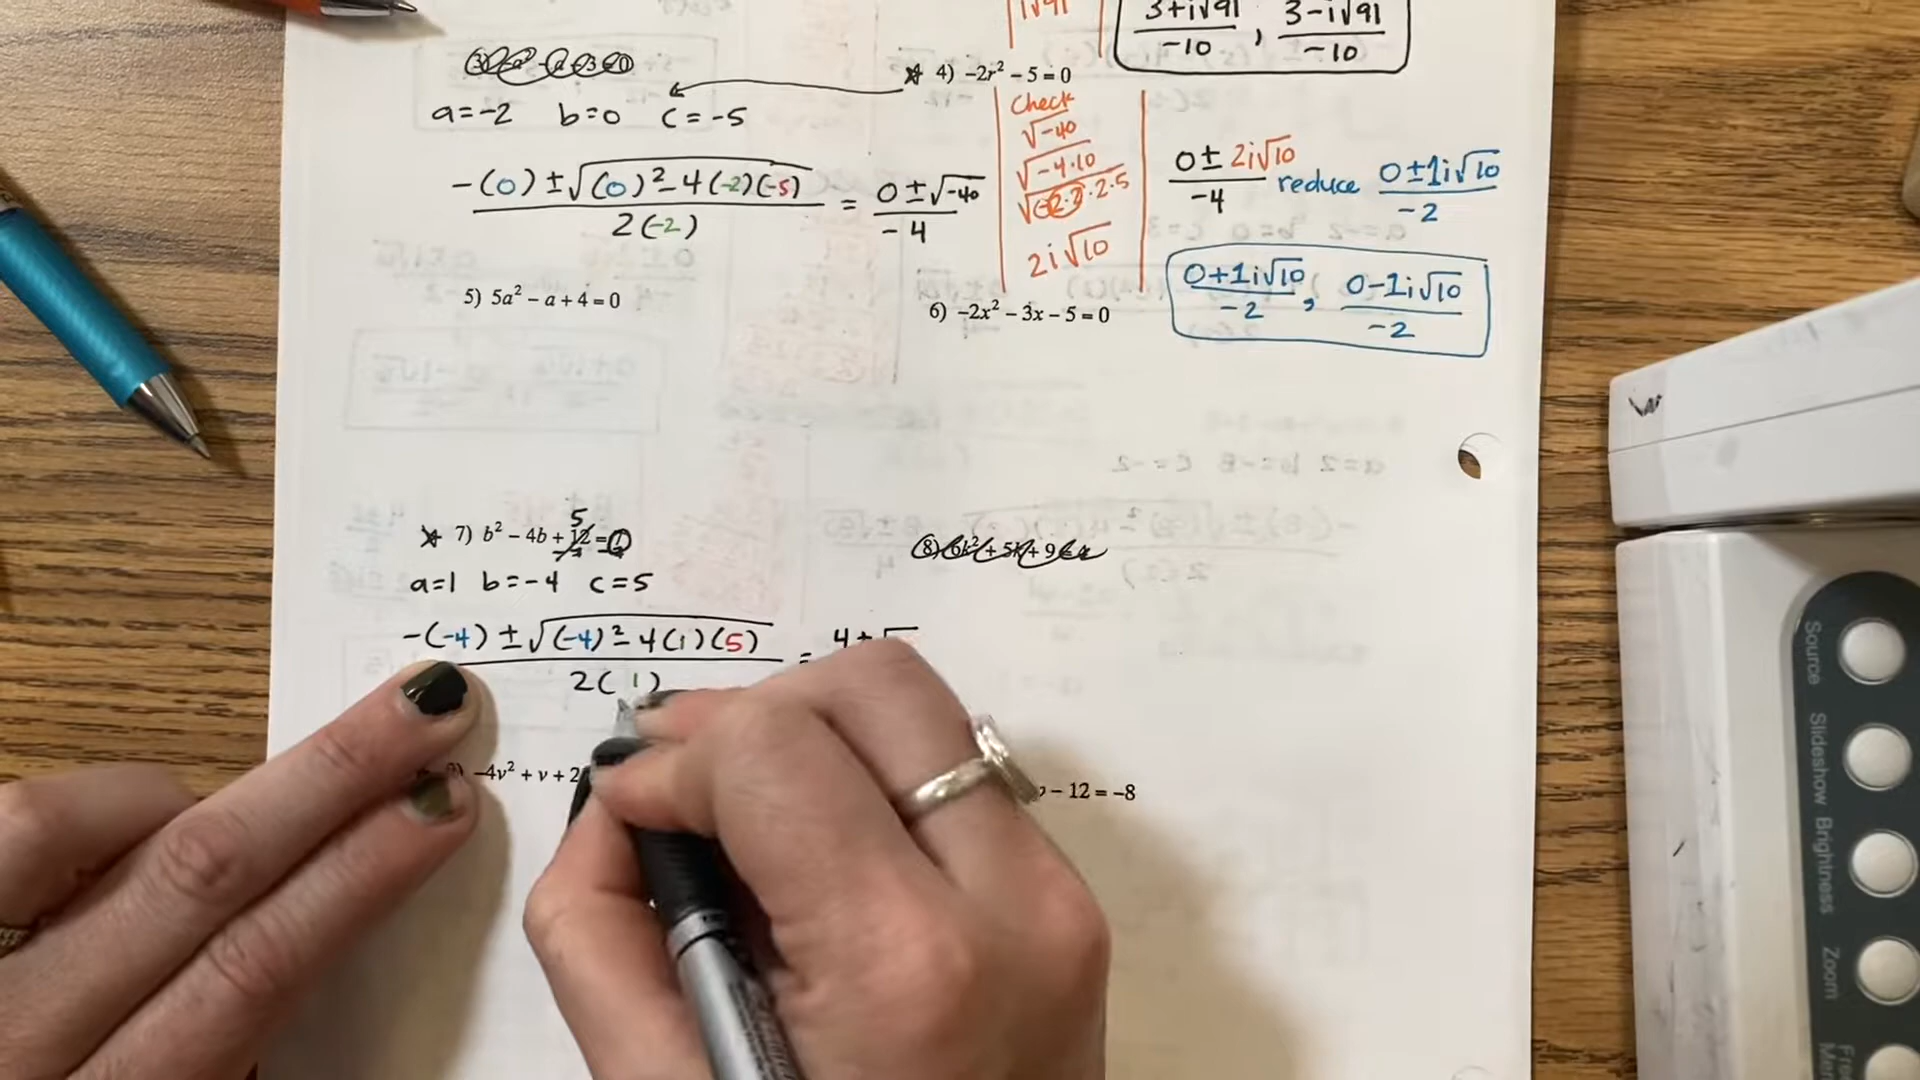 i√91
3+i√91/-10 , 3-i√91/-10
4) -2r² - 5 = 0
a=-2 b=0 c=-5
-(0) ±√(0)²-4(-2)(-5) / 2(-2) = 0±√-40 / -4
Check
√-40
√-4·10
2i√10
0± 2i√10 / -4 reduce 0±1i√10 / -2
0+1i√10 / -2 , 0-1i√10 / -2
5) 5a² - a + 4 = 0
6) -2x² - 3x - 5 = 0
5
7) b² - 4b + 12 =
a=1 b=-4 c=5
-(-4) ±√(-4)²-4(1)(5) / 2( 1) = 4±√
-4v² + v + 2
- 12 = -8
Source
Slideshow
Brightness
Zoom